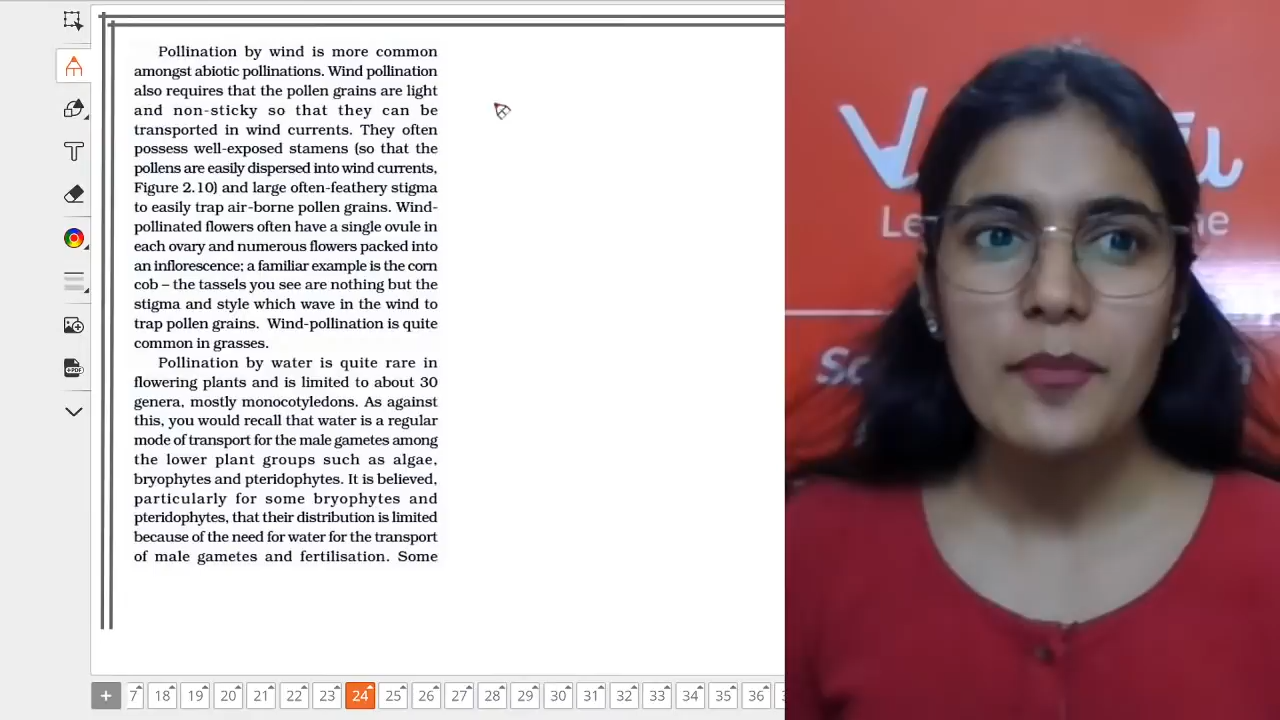 Pollination by wind is more common
amongst abiotic pollinations. Wind pollination
also requires that the pollen grains are light
and non-sticky so that they can be
transported in wind currents. They often
possess well-exposed stamens (so that the
pollens are easily dispersed into wind currents,
Figure 2.10) and large often-feathery stigma
to easily trap air-borne pollen grains. Wind-
pollinated flowers often have a single ovule in
each ovary and numerous flowers packed into
an inflorescence; a familiar example is the corn
cob – the tassels you see are nothing but the
stigma and style which wave in the wind to
trap pollen grains. Wind-pollination is quite
common in grasses.
Pollination by water is quite rare in
flowering plants and is limited to about 30
genera, mostly monocotyledons. As against
this, you would recall that water is a regular
mode of transport for the male gametes among
the lower plant groups such as algae,
bryophytes and pteridophytes. It is believed,
particularly for some bryophytes and
pteridophytes, that their distribution is limited
because of the need for water for the transport
of male gametes and fertilisation. Some
+ 7 18 19 20 21 22 23 24 25 26 27 28 29 30 31 32 33 34 35 36
+PDF